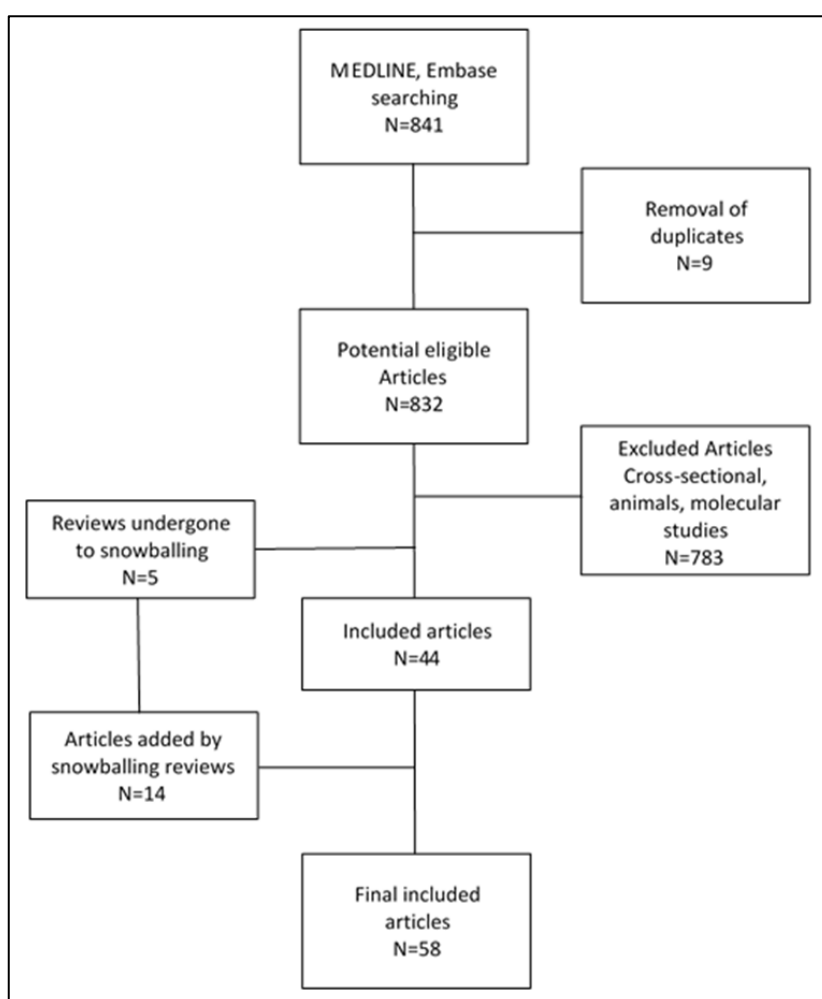 MEDLINE, Embase
searching
N=841
Removal of
duplicates
N=9
Potential eligible
Articles
N=832
Excluded Articles
Cross-sectional,
animals, molecular
studies
N=783
Reviews undergone
to snowballing
N=5
Included articles
N=44
Articles added by
snowballing reviews
N=14
Final included
articles
N=58